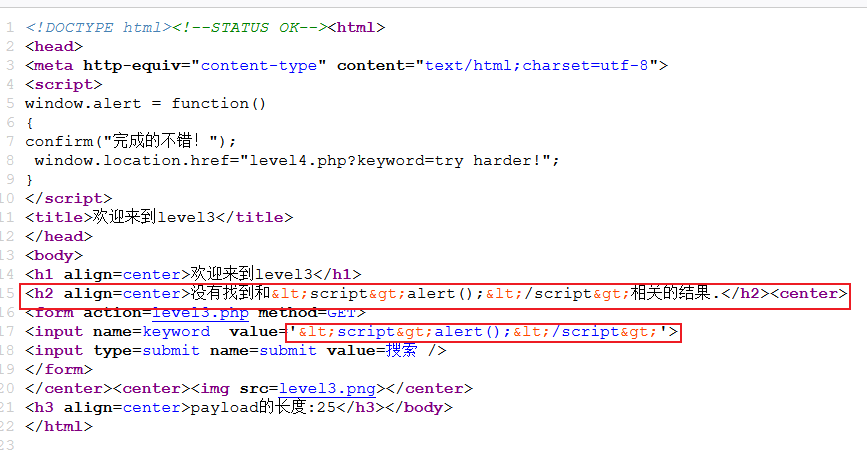 1 <!DOCTYPE html><!--STATUS OK--><html>
2 <head>
3 <meta http-equiv="content-type" content="text/html;charset=utf-8">
4 <script>
5 window.alert = function()
6 {
7 confirm("完成的不错！");
8  window.location.href="level4.php?keyword=try harder!";
9 }
10 </script>
11 <title>欢迎来到level3</title>
12 </head>
13 <body>
14 <h1 align=center>欢迎来到level3</h1>
15 <h2 align=center>没有找到和&lt;script&gt;alert();&lt;/script&gt;相关的结果.</h2><center>
16 <form action=level3.php method=GET>
17 <input name=keyword  value='&lt;script&gt;alert();&lt;/script&gt;'>
18 <input type=submit name=submit value=搜索 />
19 </form>
20 </center><center><img src=level3.png></center>
21 <h3 align=center>payload的长度:25</h3></body>
22 </html>
23